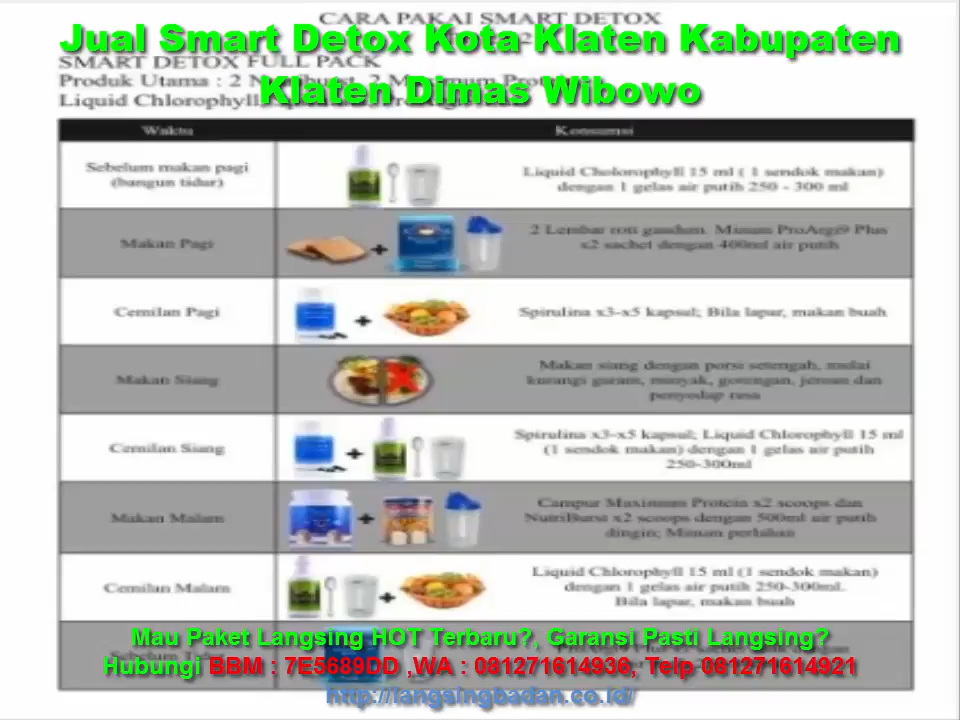 CARA PAKAI SMART DETOX
Jual Smart Detox Kota Klaten Kabupaten
Klaten Dimas Wibowo
SMART DETOX FULL PACK
Produk Utama : 2
Liquid Chlorophyll
Waktu Konsumsi
Sebelum makan pagi
(bangun tidur)
Liquid Cholorophyll 15 ml ( 1 sendok makan)
dengan 1 gelas air putih 250 - 300 ml
Makan Pagi
2 Lembar roti gandum. Minum ProArgi9 Plus
x2 sachet dengan 400ml air putih
Cemilan Pagi
Spirulina x3-x5 kapsul; Bila lapar, makan buah
Makan Siang
Makan siang dengan porsi setengah, mulai
kurangi garam, minyak, gorengan, jeroan dan
penyedap rasa
Cemilan Siang
Spirulina x3-x5 kapsul; Liquid Chlorophyll 15 ml
(1 sendok makan) dengan 1 gelas air putih
250-300ml
Makan Malam
Campur Maximum Protein x2 scoops dan
NutriBurst x2 scoops dengan 500ml air putih
dingin; Minum perlahan
Cemilan Malam
Liquid Chlorophyll 15 ml (1 sendok makan)
dengan 1 gelas air putih 250-300ml.
Bila lapar, makan buah
Mau Paket Langsing HOT Terbaru?, Garansi Pasti Langsing?
Hubungi BBM : 7E5689DD ,WA : 081271614936, Telp 081271614921
http://langsingbadan.co.id/